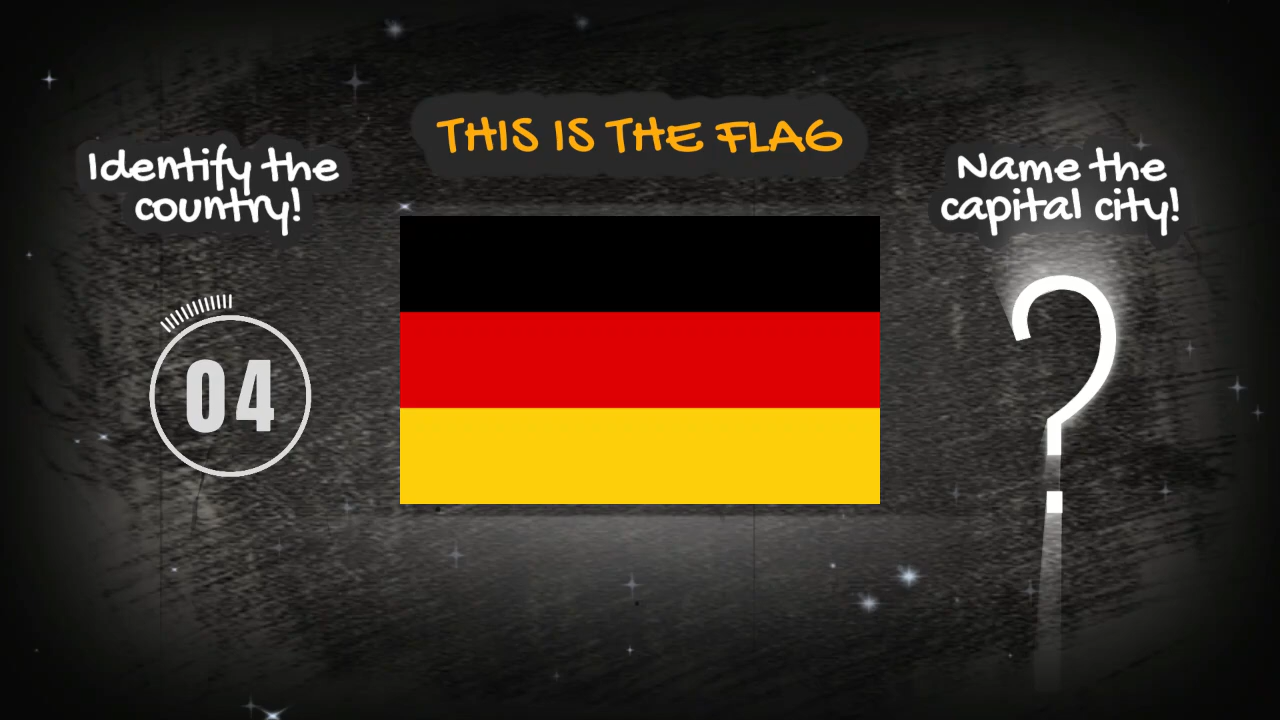 THIS IS THE FLAG
Identify the
country!
04
Name the
capital city!
?